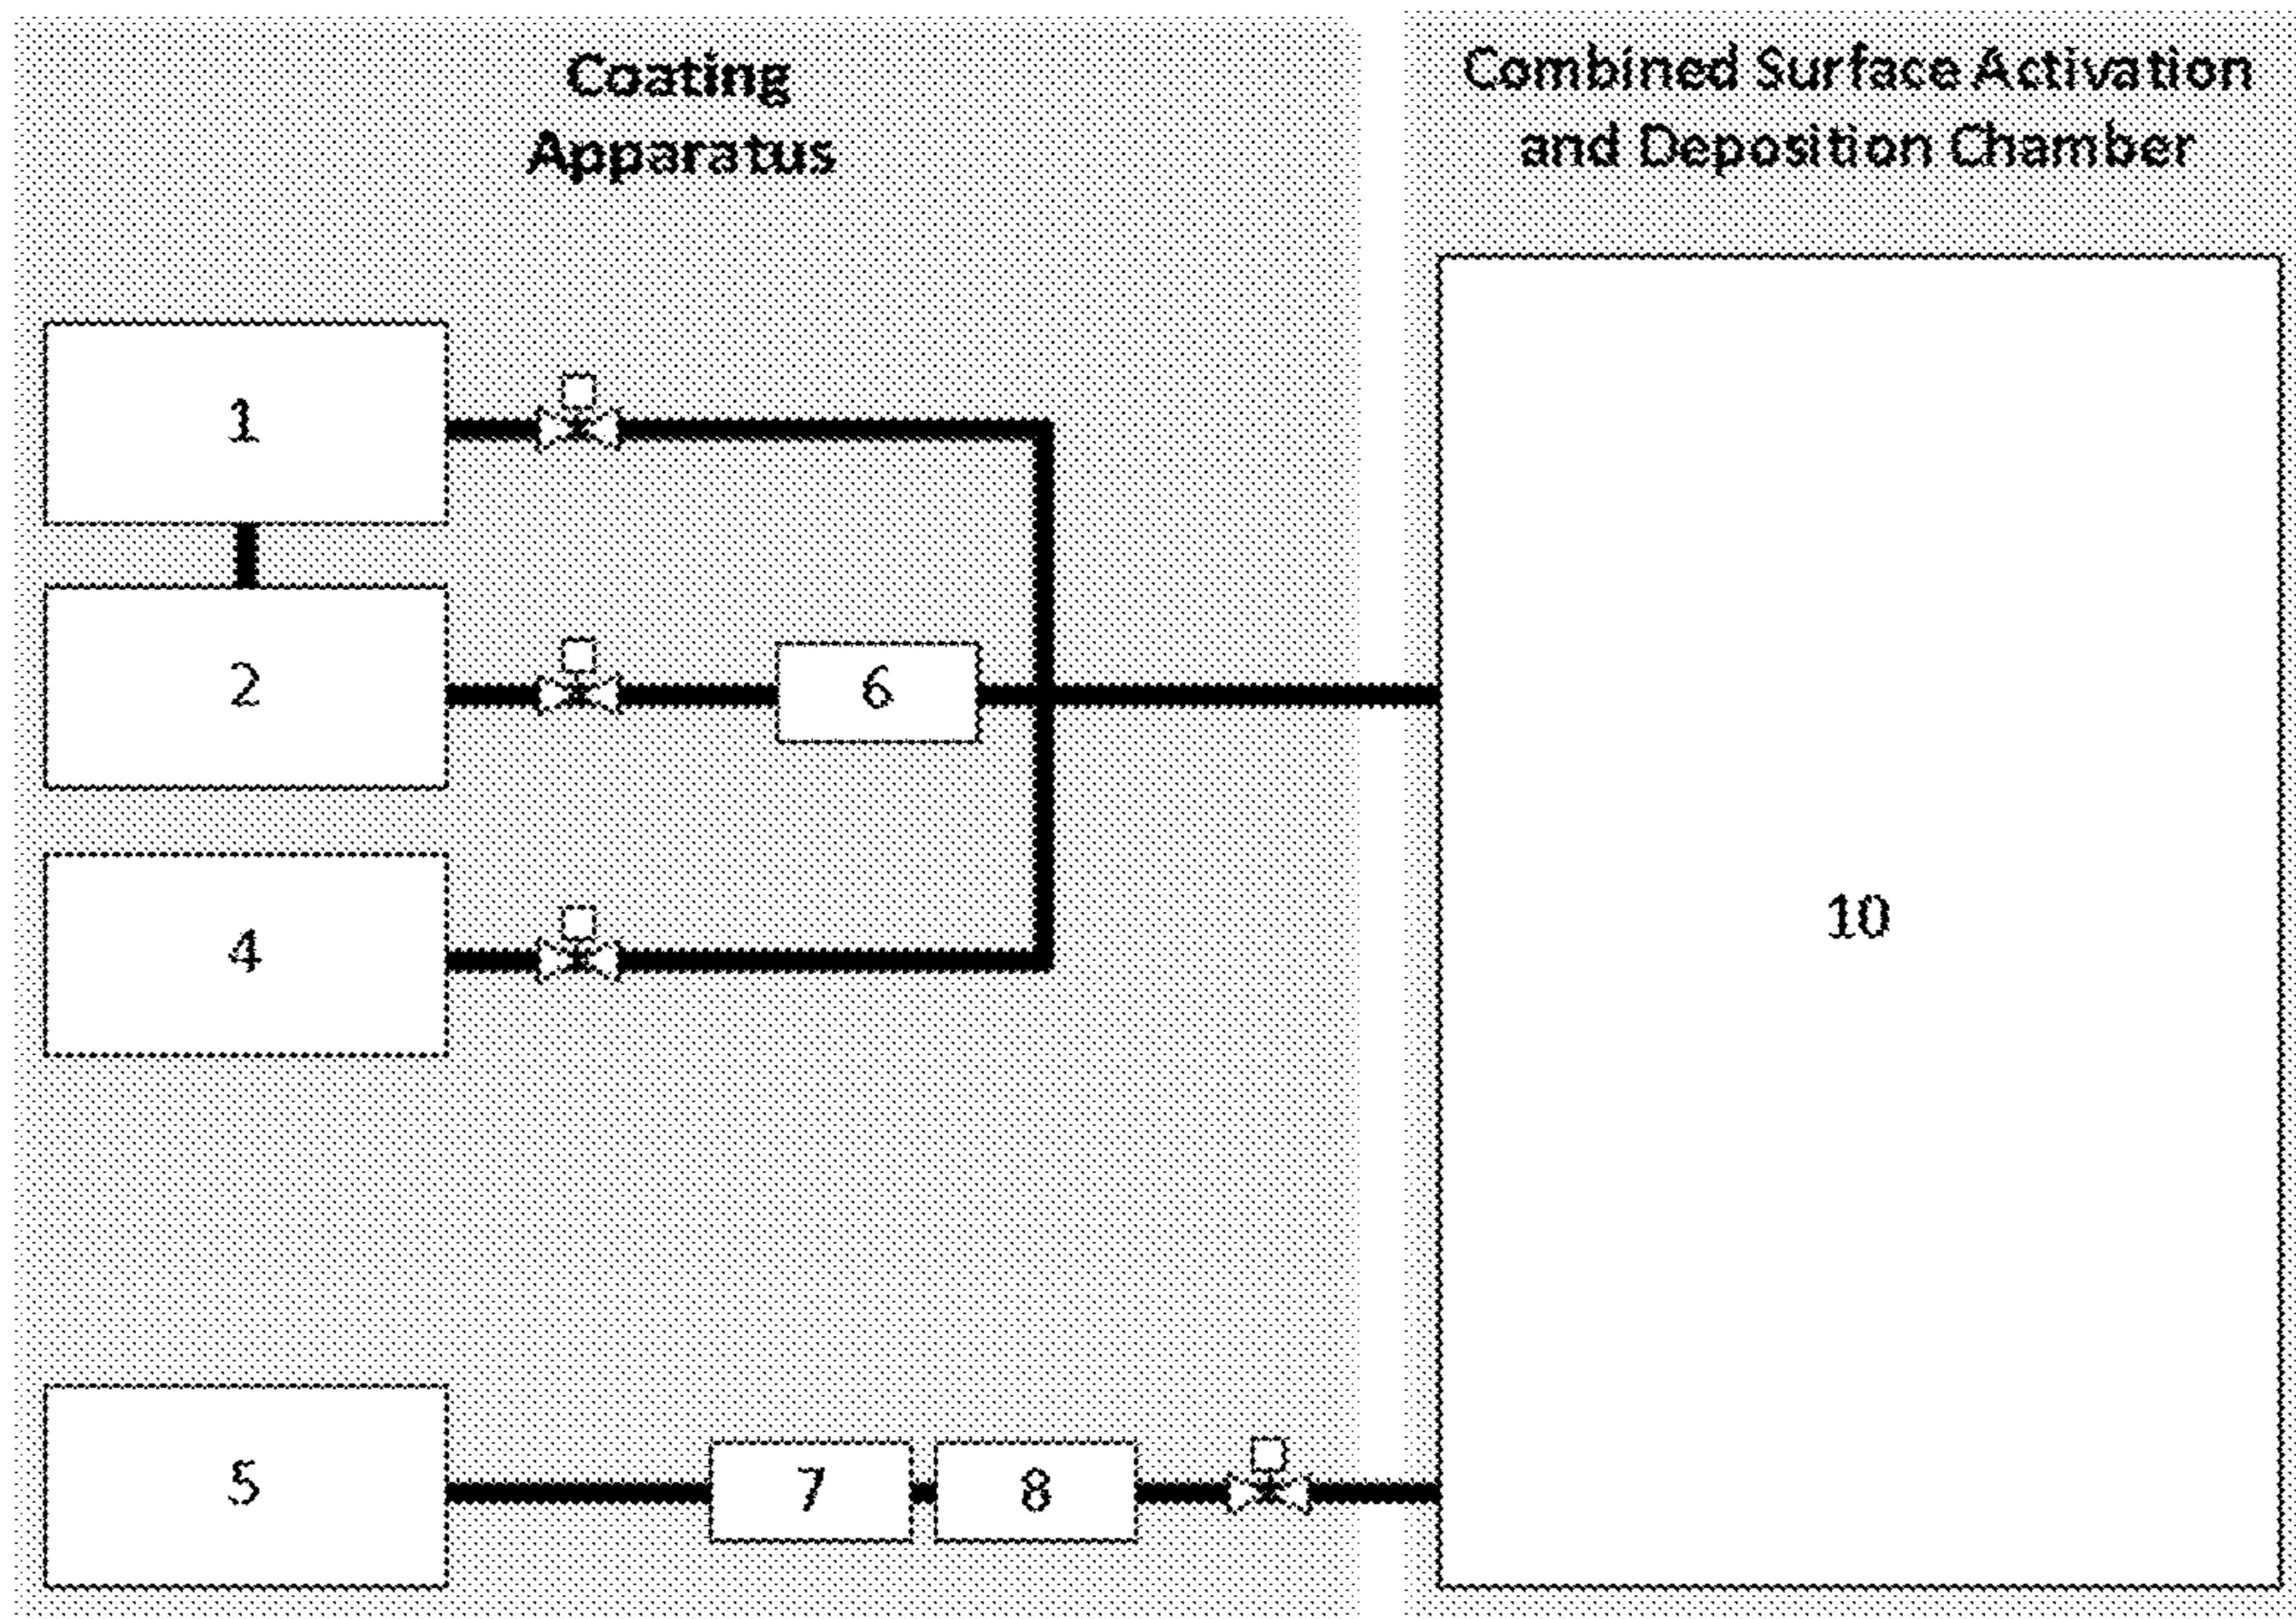 Coating
Apparatus
Combined Surface Activation
and Deposition Chamber
1
2
6
4
10
5
7
8